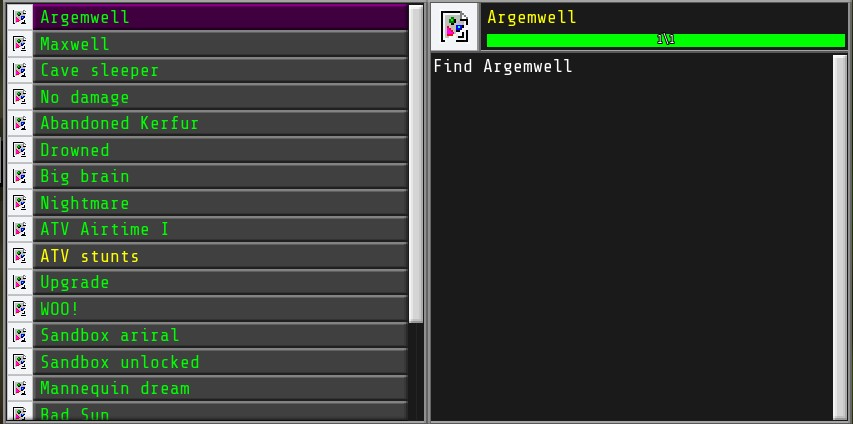 Argemwell
Maxwell
Cave sleeper
No damage
Abandoned Kerfur
Drowned
Big brain
Nightmare
ATV Airtime I
ATV stunts
Upgrade
WOO!
Sandbox ariral
Sandbox unlocked
Mannequin dream
Bad Sun
Argemwell
1\1
Find Argemwell